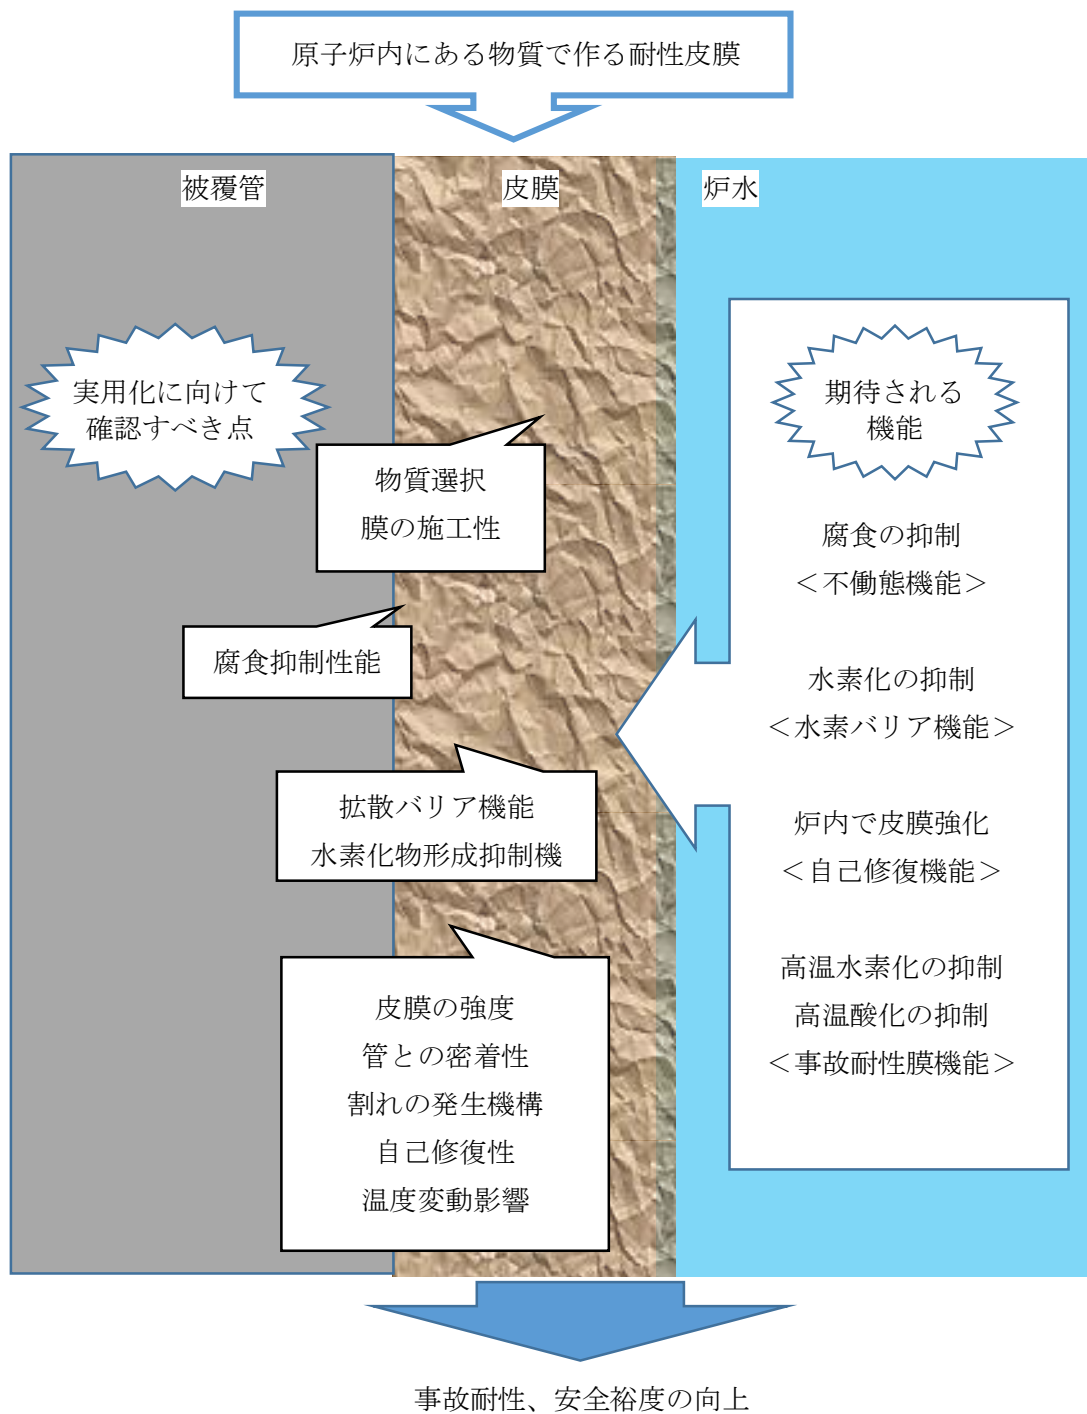 原子炉内にある物質で作る耐性皮膜
被覆管
皮膜
炉水
実用化に向けて
確認すべき点
物質選択
膜の施工性
腐食抑制性能
拡散バリア機能
水素化物形成抑制機
皮膜の強度
管との密着性
割れの発生機構
自己修復性
温度変動影響
期待される
機能
腐食の抑制
＜不働態機能＞
水素化の抑制
＜水素バリア機能＞
炉内で皮膜強化
＜自己修復機能＞
高温水素化の抑制
高温酸化の抑制
＜事故耐性膜機能＞
事故耐性、安全裕度の向上